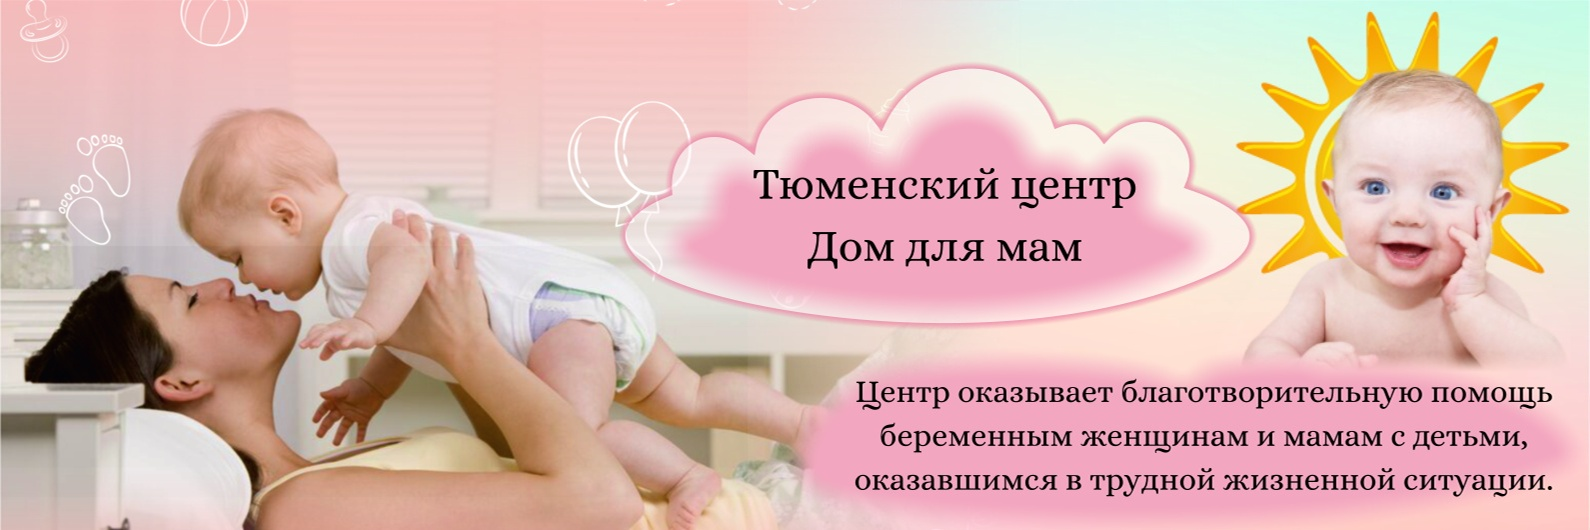 Тюменский центр
Дом для мам
Центр оказывает благотворительную помощь
беременным женщинам и мамам с детьми,
оказавшимся в трудной жизненной ситуации.